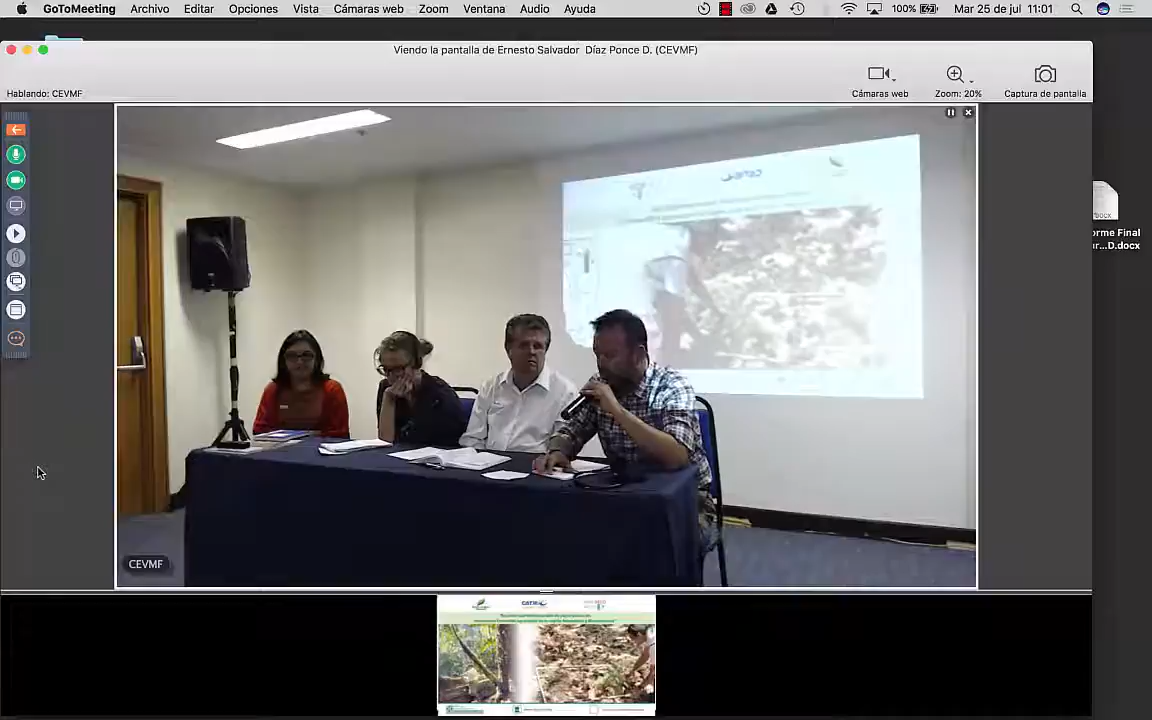 GoToMeeting Archivo Editar Opciones Vista Cámaras web Zoom Ventana Audio Ayuda 100% Mar 25 de jul 11:01
Viendo la pantalla de Ernesto Salvador Díaz Ponce D. (CEVMF)
Hablando: CEVMF
Cámaras web
Zoom: 20%
Captura de pantalla
orme Final
ur...D.docx
CEVMF
CATIE